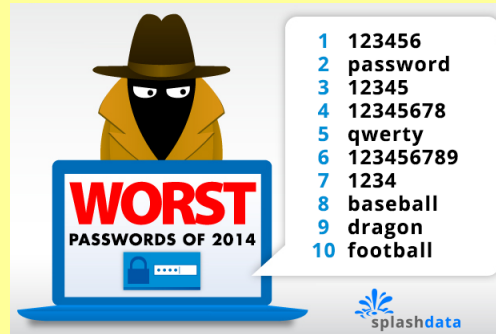 WORST
PASSWORDS OF 2014
1 123456
2 password
3 12345
4 12345678
5 qwerty
6 123456789
7 1234
8 baseball
9 dragon
10 football
splashdata